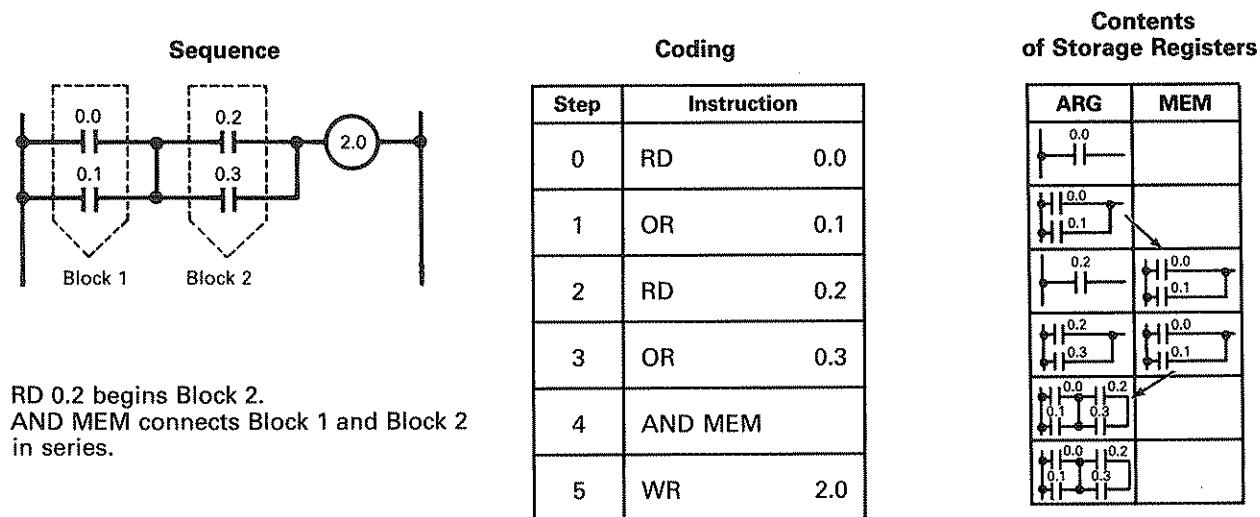 Sequence
0.0
0.2
2.0
0.1
0.3
Block 1
Block 2
RD 0.2 begins Block 2.
AND MEM connects Block 1 and Block 2
in series.
Coding
Step Instruction
0 RD 0.0
1 OR 0.1
2 RD 0.2
3 OR 0.3
4 AND MEM
5 WR 2.0
Contents
of Storage Registers
ARG MEM
0.0
0.0
0.1
0.2 0.0
0.1
0.2 0.0
0.3 0.1
0.0 0.2
0.1 0.3
0.0 0.2
0.1 0.3